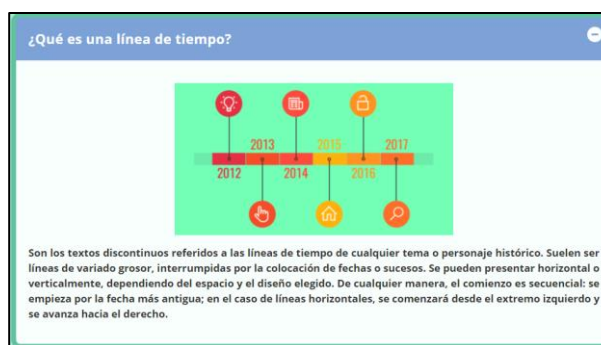 ¿Qué es una línea de tiempo?
2013 2015 2017
2012 2014 2016
Son los textos discontinuos referidos a las líneas de tiempo de cualquier tema o personaje histórico. Suelen ser
líneas de variado grosor, interrumpidas por la colocación de fechas o sucesos. Se pueden presentar horizontal o
verticalmente, dependiendo del espacio y el diseño elegido. De cualquier manera, el comienzo es secuencial: se
empieza por la fecha más antigua; en el caso de líneas horizontales, se comenzará desde el extremo izquierdo y
se avanza hacia el derecho.